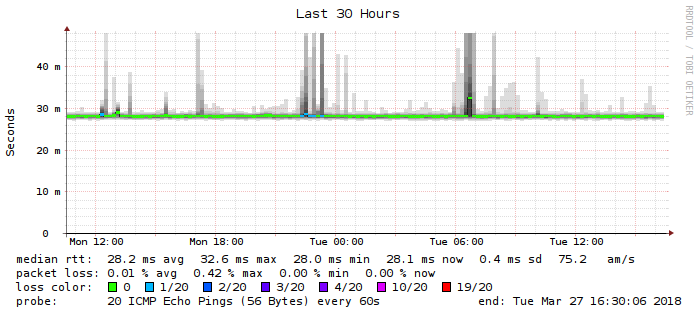 Last 30 Hours
RRDTOOL / TOBI OETIKER
Seconds
40 m
30 m
20 m
10 m
0
Mon 12:00 Mon 18:00 Tue 00:00 Tue 06:00 Tue 12:00
median rtt: 28.2 ms avg 32.6 ms max 28.0 ms min 28.1 ms now 0.4 ms sd 75.2 am/s
packet loss: 0.01 % avg 0.42 % max 0.00 % min 0.00 % now
loss color: 0 1/20 2/20 3/20 4/20 10/20 19/20
probe: 20 ICMP Echo Pings (56 Bytes) every 60s end: Tue Mar 27 16:30:06 2018